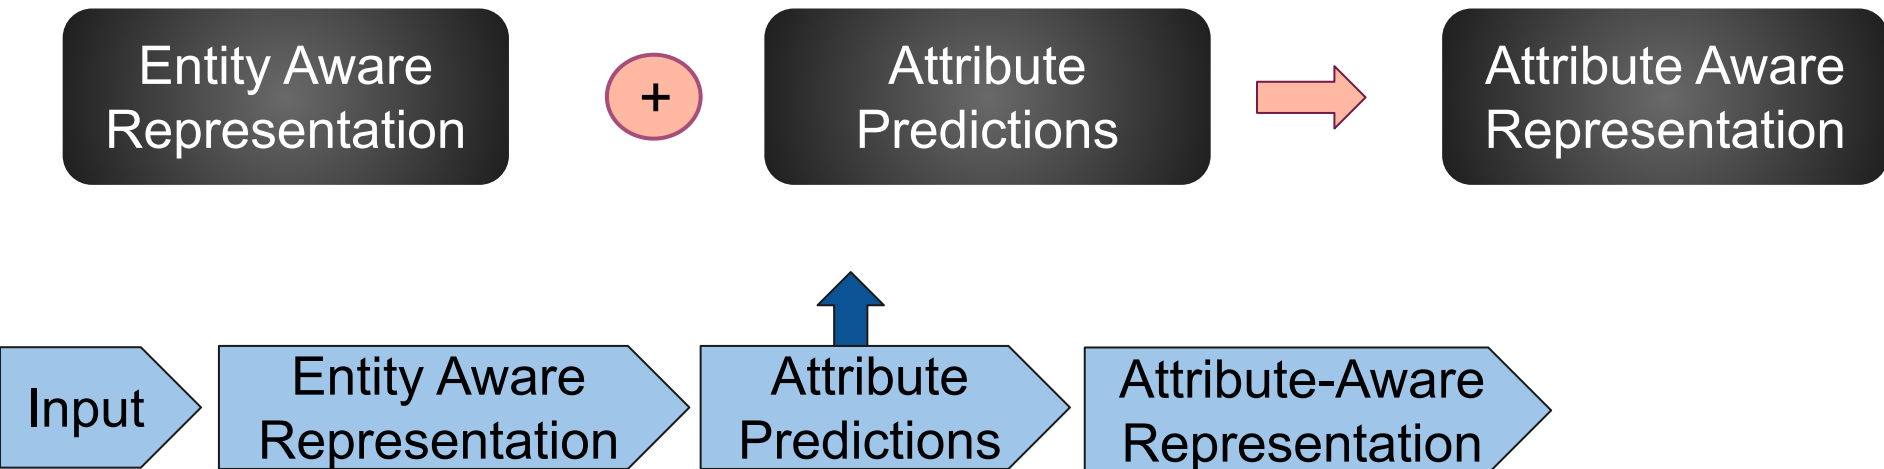 Entity Aware
Representation
+
Attribute
Predictions
Attribute Aware
Representation
Input
Entity Aware
Representation
Attribute
Predictions
Attribute-Aware
Representation